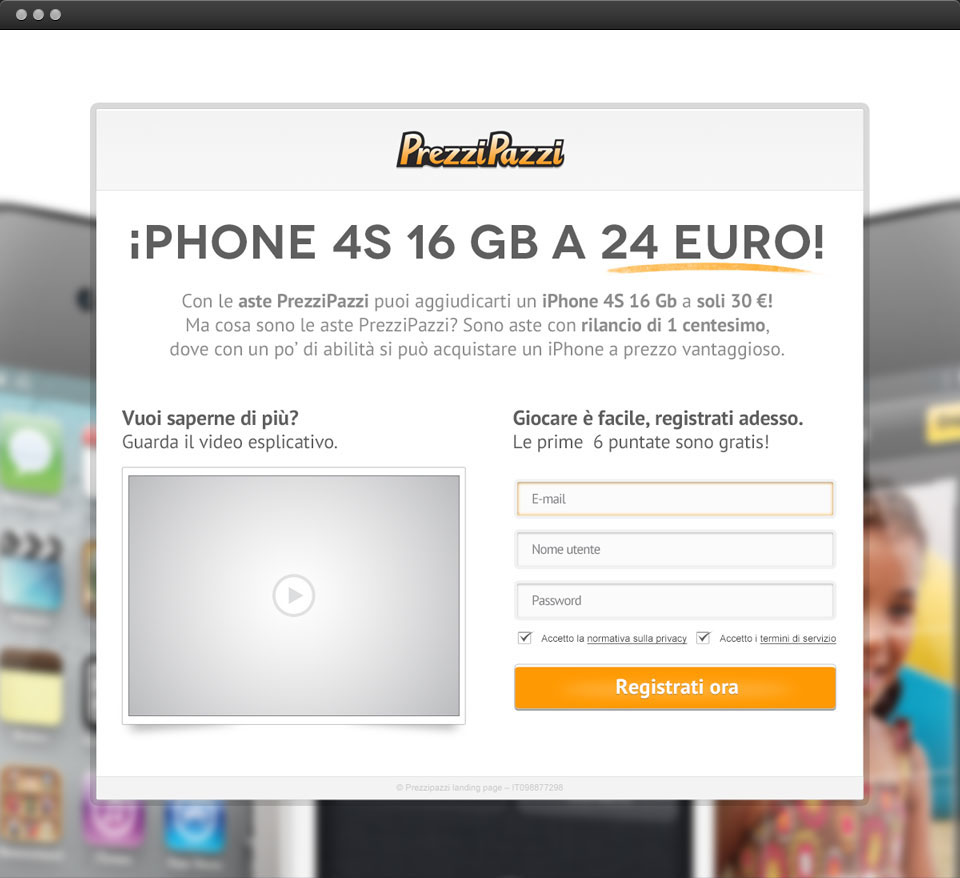 PrezziPazzi
¡PHONE 4S 16 GB A 24 EURO!
Con le aste PrezziPazzi puoi aggiudicarti un iPhone 4S 16 Gb a soli 30 €!
Ma cosa sono le aste PrezziPazzi? Sono aste con rilancio di 1 centesimo,
dove con un po’ di abilità si può acquistare un iPhone a prezzo vantaggioso.
Vuoi saperne di più?
Guarda il video esplicativo.
Giocare è facile, registrati adesso.
Le prime 6 puntate sono gratis!
E-mail
Nome utente
Password
Accetto la normativa sulla privacy Accetto i termini di servizio
Registrati ora
© Prezzipazzi landing page – IT098877298